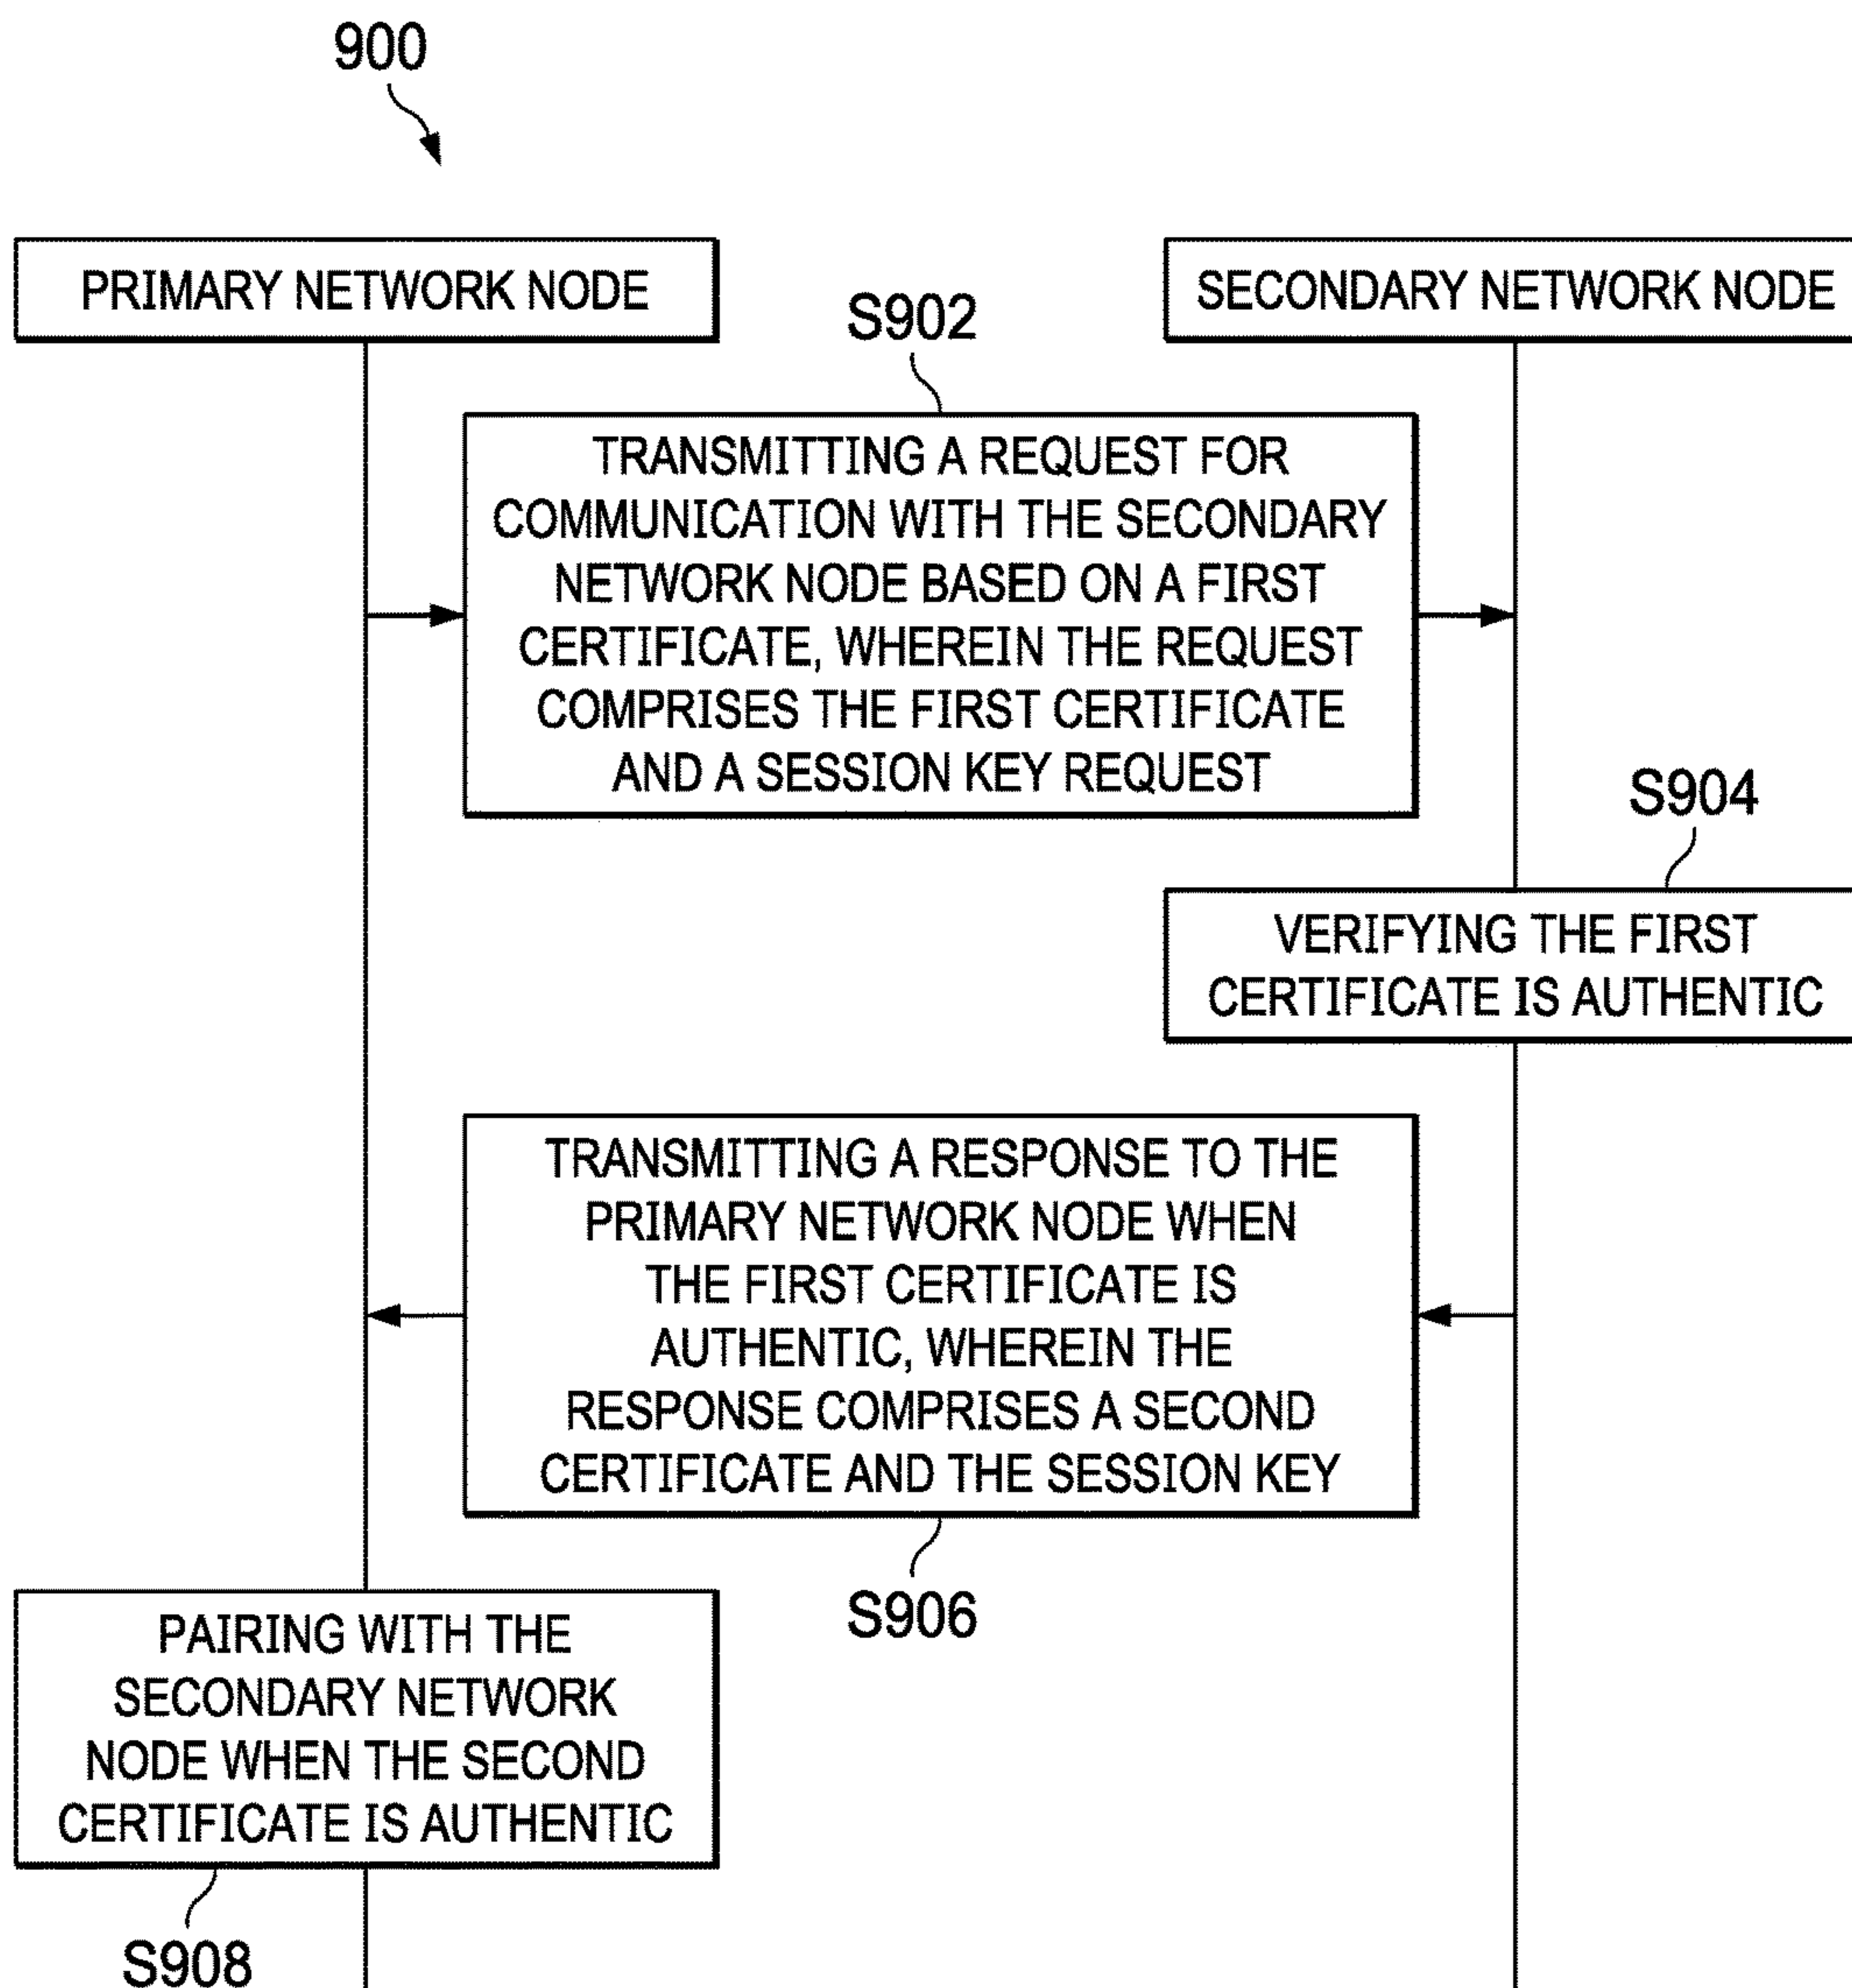 900
PRIMARY NETWORK NODE
SECONDARY NETWORK NODE
S902
TRANSMITTING A REQUEST FOR
COMMUNICATION WITH THE SECONDARY
NETWORK NODE BASED ON A FIRST
CERTIFICATE, WHEREIN THE REQUEST
COMPRISES THE FIRST CERTIFICATE
AND A SESSION KEY REQUEST
S904
VERIFYING THE FIRST
CERTIFICATE IS AUTHENTIC
TRANSMITTING A RESPONSE TO THE
PRIMARY NETWORK NODE WHEN
THE FIRST CERTIFICATE IS
AUTHENTIC, WHEREIN THE
RESPONSE COMPRISES A SECOND
CERTIFICATE AND THE SESSION KEY
S906
PAIRING WITH THE
SECONDARY NETWORK
NODE WHEN THE SECOND
CERTIFICATE IS AUTHENTIC
S908